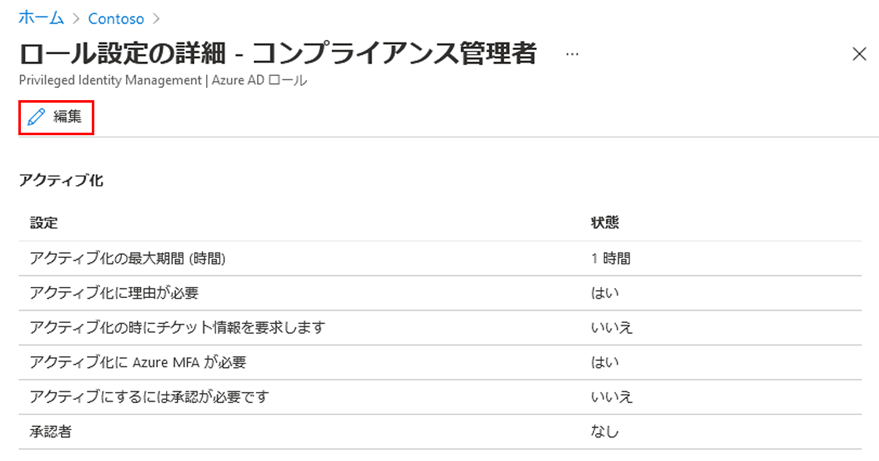 ホーム > Contoso >
ロール設定の詳細 - コンプライアンス管理者 ...
Privileged Identity Management | Azure AD ロール
編集
アクティブ化
設定 状態
アクティブ化の最大期間 (時間) 1 時間
アクティブ化に理由が必要 はい
アクティブ化の時にチケット情報を要求します いいえ
アクティブ化に Azure MFA が必要 はい
アクティブにするには承認が必要です いいえ
承認者 なし